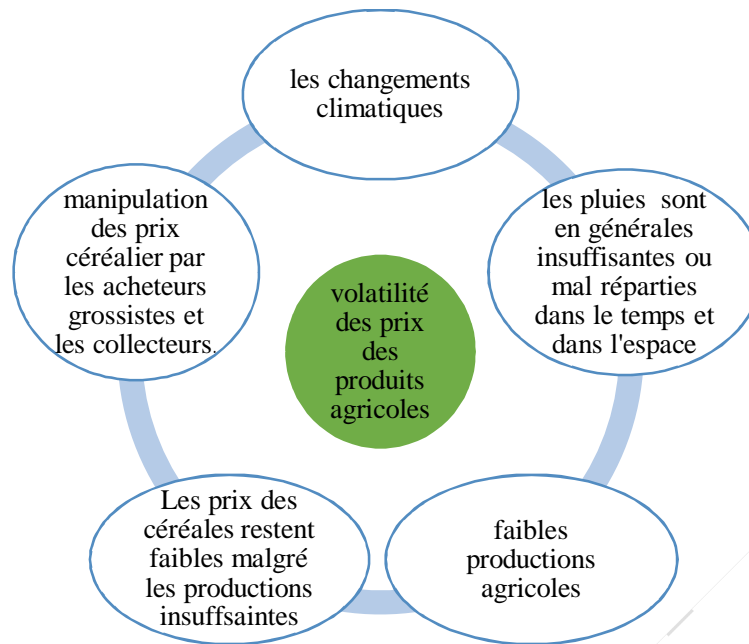 les changements
climatiques
les pluies sont
en générales
insuffisantes ou
mal réparties
dans le temps et
dans l'espace
faibles
productions
agricoles
Les prix des
céréales restent
faibles malgré
les productions
insuffsaintes
manipulation
des prix
céréalier par
les acheteurs
grossistes et
les collecteurs.
volatilité
des prix
des
produits
agricoles